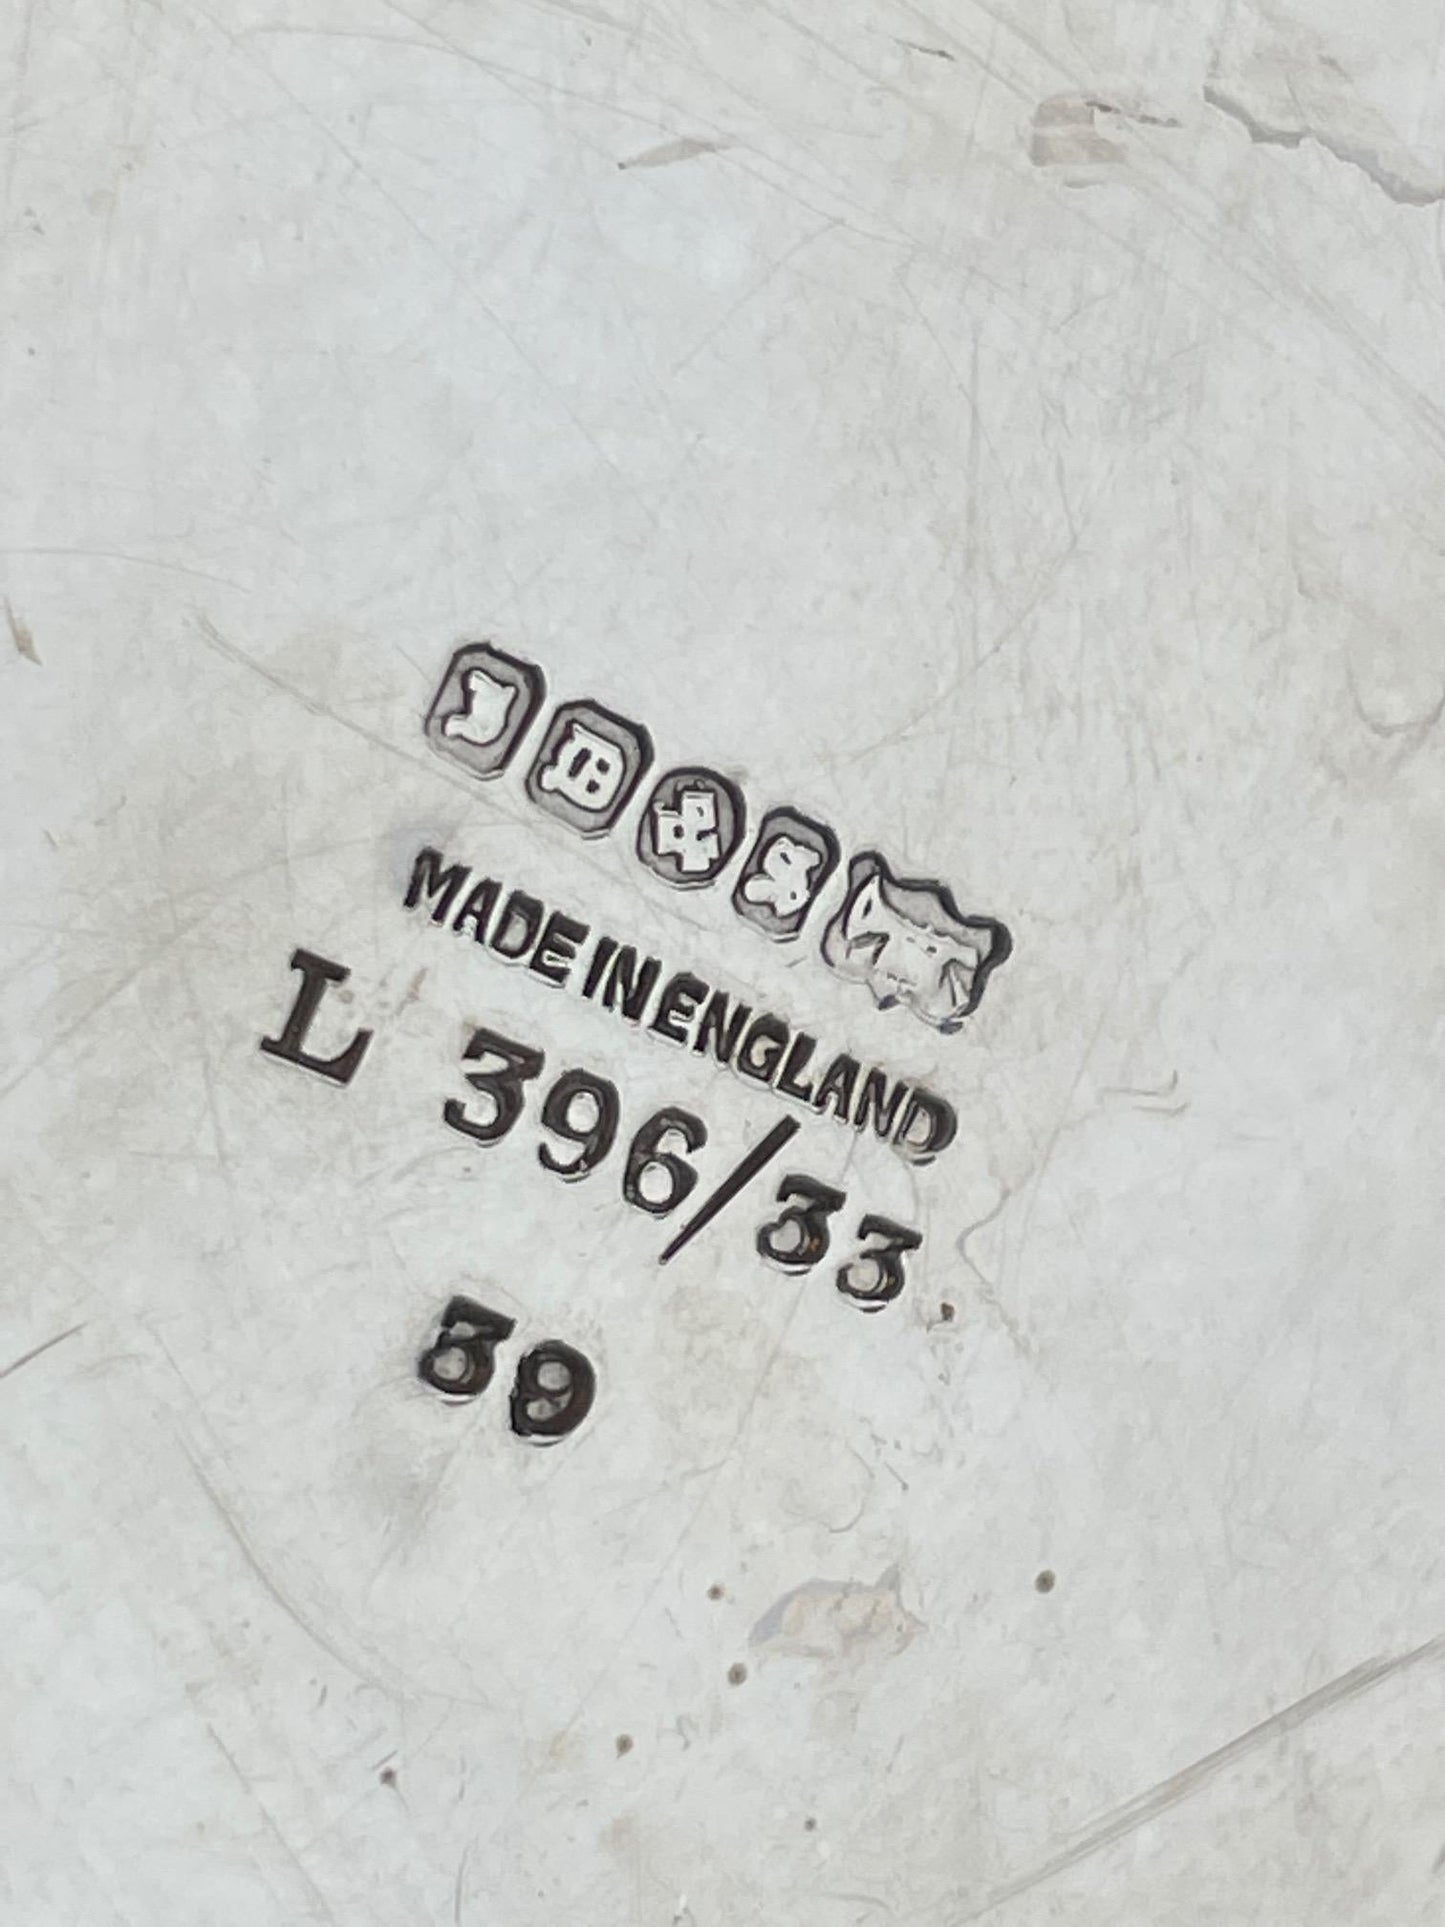 J D R S
MADE IN ENGLAND
L 396/33
39